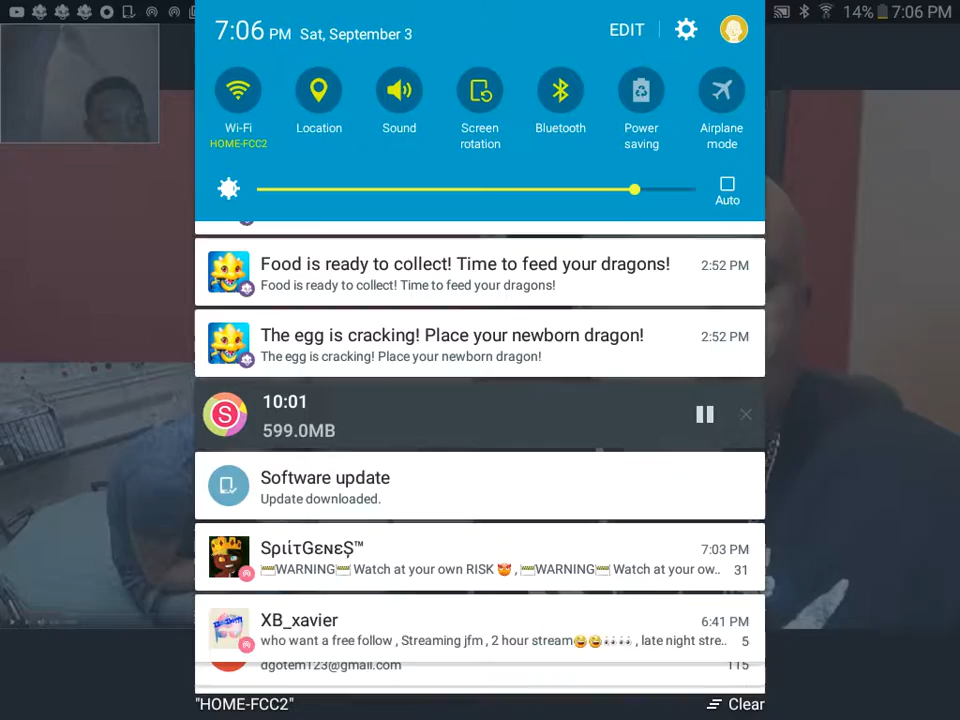 14% 7:06 PM
7:06 PM Sat, September 3 EDIT
Wi-Fi
HOME-FCC2
Location
Sound
Screen
rotation
Bluetooth
Power
saving
Airplane
mode
Auto
Food is ready to collect! Time to feed your dragons! 2:52 PM
Food is ready to collect! Time to feed your dragons!
The egg is cracking! Place your newborn dragon! 2:52 PM
The egg is cracking! Place your newborn dragon!
S
10:01
599.0MB
Software update
Update downloaded.
SριίτGεɴεŞ™ 7:03 PM
WARNING Watch at your own RISK , WARNING Watch at your ow.. 31
XB_xavier 6:41 PM
who want a free follow , Streaming jfm , 2 hour stream😂😂👀👀 , late night stre.. 5
dgotem123@gmail.com 115
"HOME-FCC2" Clear